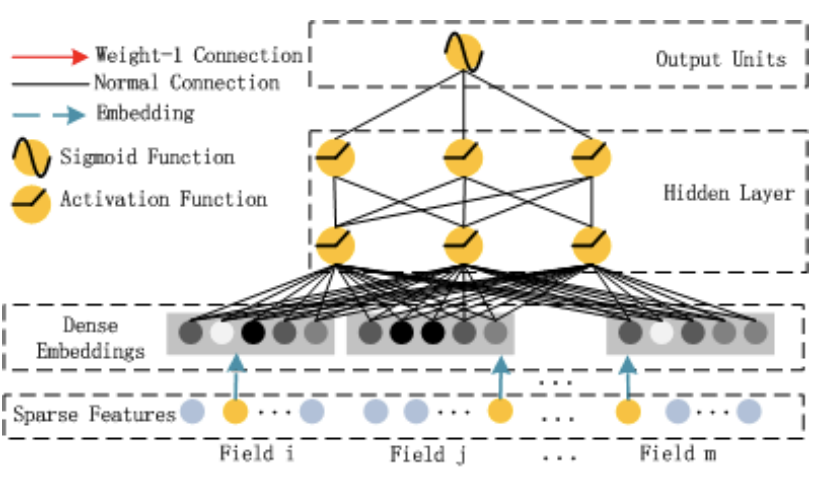 Weight-1 Connection
Normal Connection
Embedding
Sigmoid Function
Activation Function
Output Units
Hidden Layer
Dense
Embeddings
...
Sparse Features ... ... ... ...
Field i Field j ... Field m